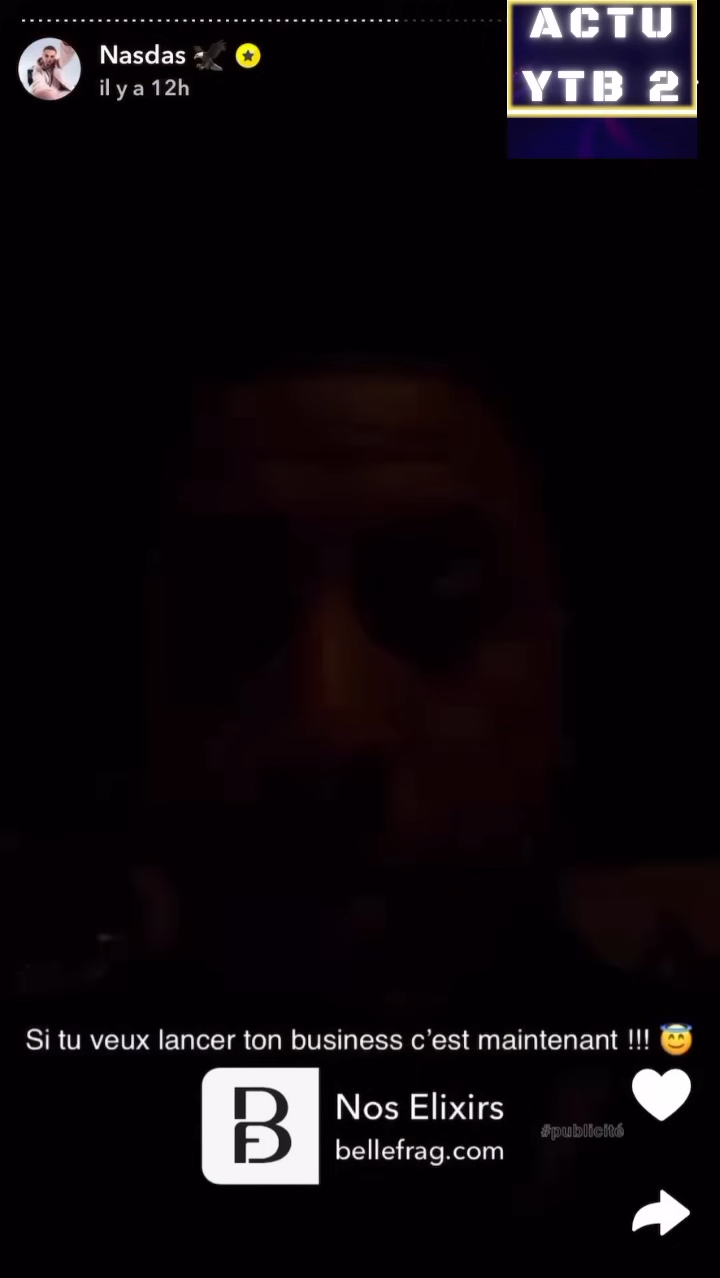 ACTU
YTB 2
Nasdas 🦅
il y a 12h
Si tu veux lancer ton business c’est maintenant !!! 😇
Nos Elixirs
#publicité
bellefrag.com